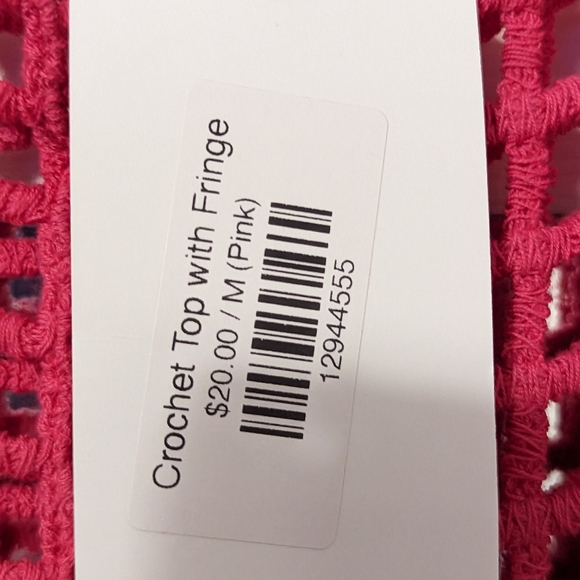 Crochet Top with Fringe
$20.00 / M (Pink)
12944555